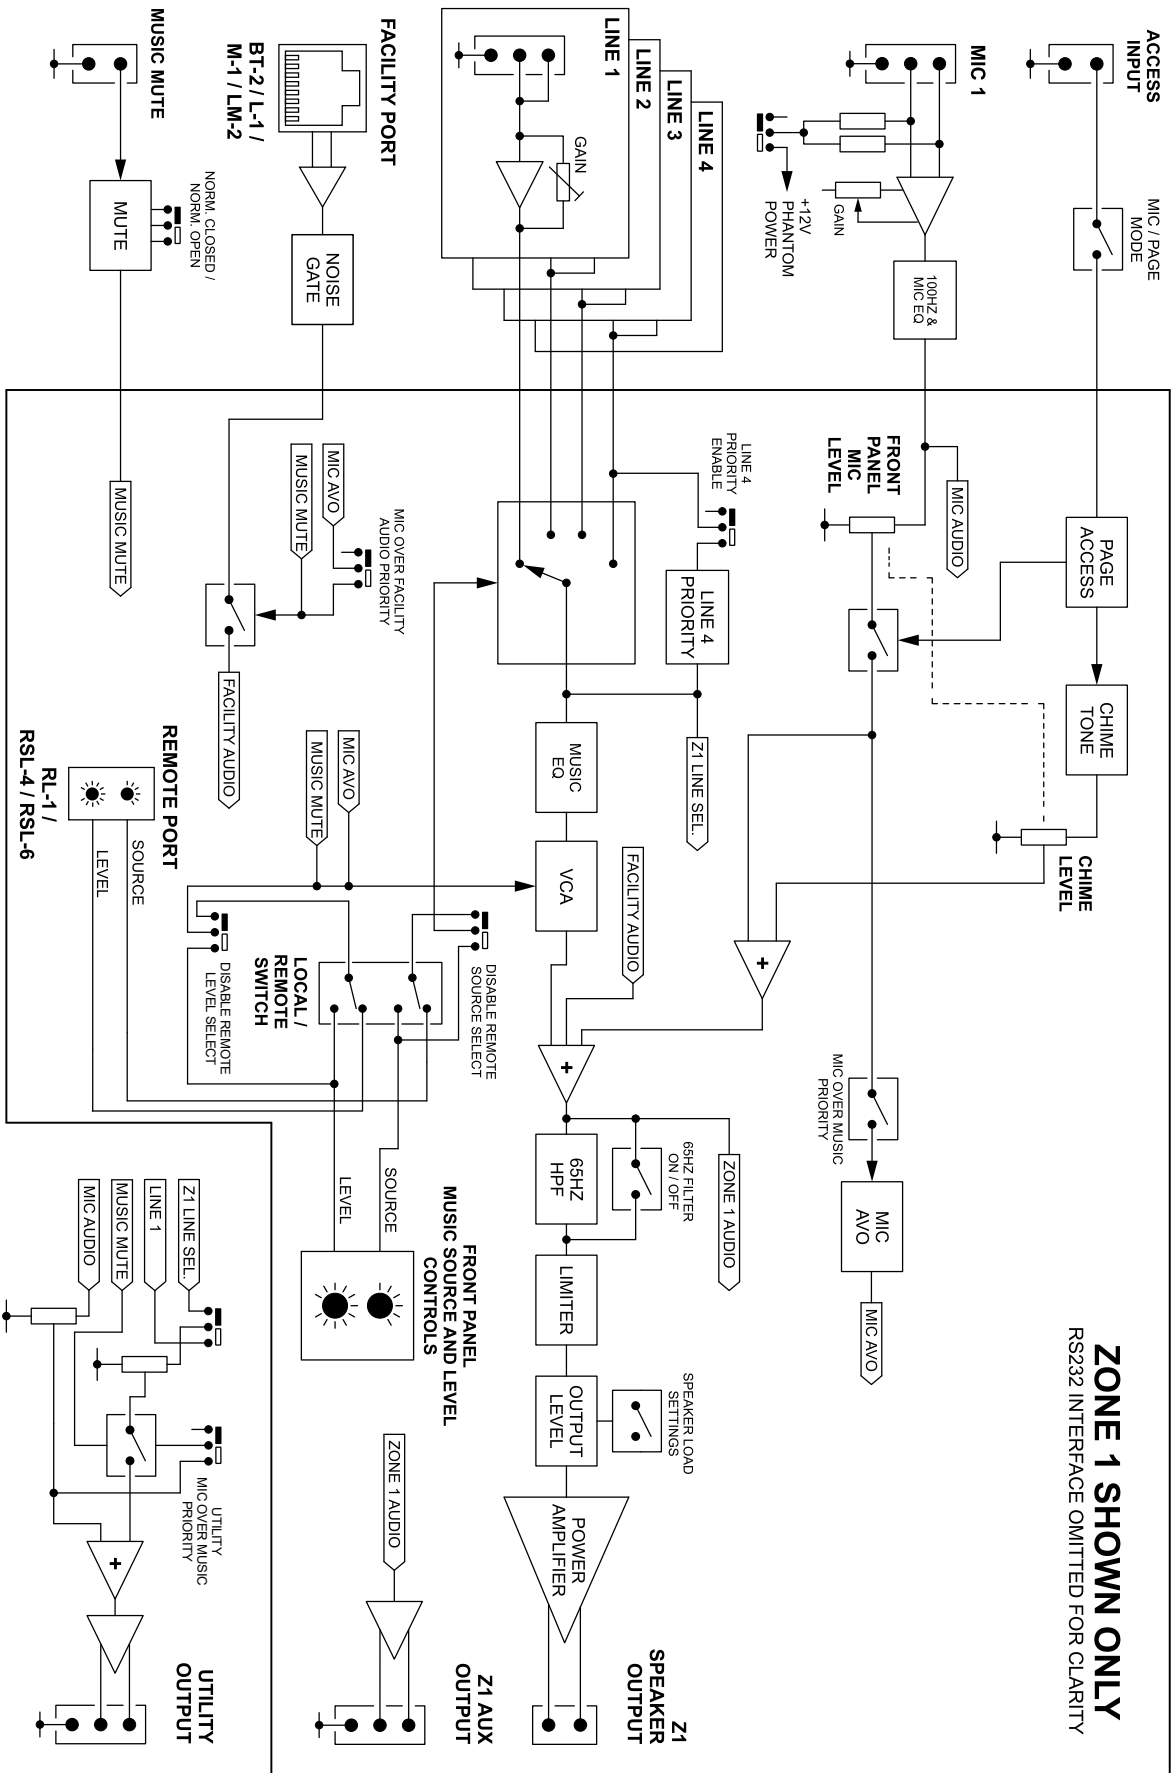 ZONE 1 SHOWN ONLY
RS232 INTERFACE OMITTED FOR CLARITY
ACCESS
INPUT
MIC / PAGE
MODE
PAGE
ACCESS
CHIME
TONE
CHIME
LEVEL
MIC 1
+12V
PHANTOM
POWER
GAIN
100HZ &
MIC EQ
MIC AUDIO
FRONT
PANEL
MIC
LEVEL
+
MIC OVER MUSIC
PRIORITY
MIC
AVO
MIC AVO
LINE 4
LINE 3
LINE 2
LINE 1
GAIN
LINE 4
PRIORITY
ENABLE
LINE 4
PRIORITY
Z1 LINE SEL.
MUSIC
EQ
VCA
FACILITY AUDIO
+
ZONE 1 AUDIO
65HZ FILTER
ON / OFF
65HZ
HPF
LIMITER
SPEAKER LOAD
SETTINGS
OUTPUT
LEVEL
POWER
AMPLIFIER
Z1
SPEAKER
OUTPUT
FACILITY PORT
BT-2 / L-1 /
M-1 / LM-2
NOISE
GATE
MIC AVO
MUSIC MUTE
MIC OVER FACILITY
AUDIO PRIORITY
FACILITY AUDIO
MIC AVO
MUSIC MUTE
DISABLE REMOTE
SOURCE SELECT
LOCAL /
REMOTE
SWITCH
DISABLE REMOTE
LEVEL SELECT
SOURCE
LEVEL
FRONT PANEL
MUSIC SOURCE AND LEVEL
CONTROLS
ZONE 1 AUDIO
Z1 AUX
OUTPUT
REMOTE PORT
SOURCE
LEVEL
RL-1 /
RSL-4 / RSL-6
MUSIC MUTE
NORM. CLOSED /
NORM. OPEN
MUTE
MUSIC MUTE
Z1 LINE SEL.
LINE 1
MUSIC MUTE
MIC AUDIO
UTILITY
MIC OVER MUSIC
PRIORITY
+
UTILITY
OUTPUT